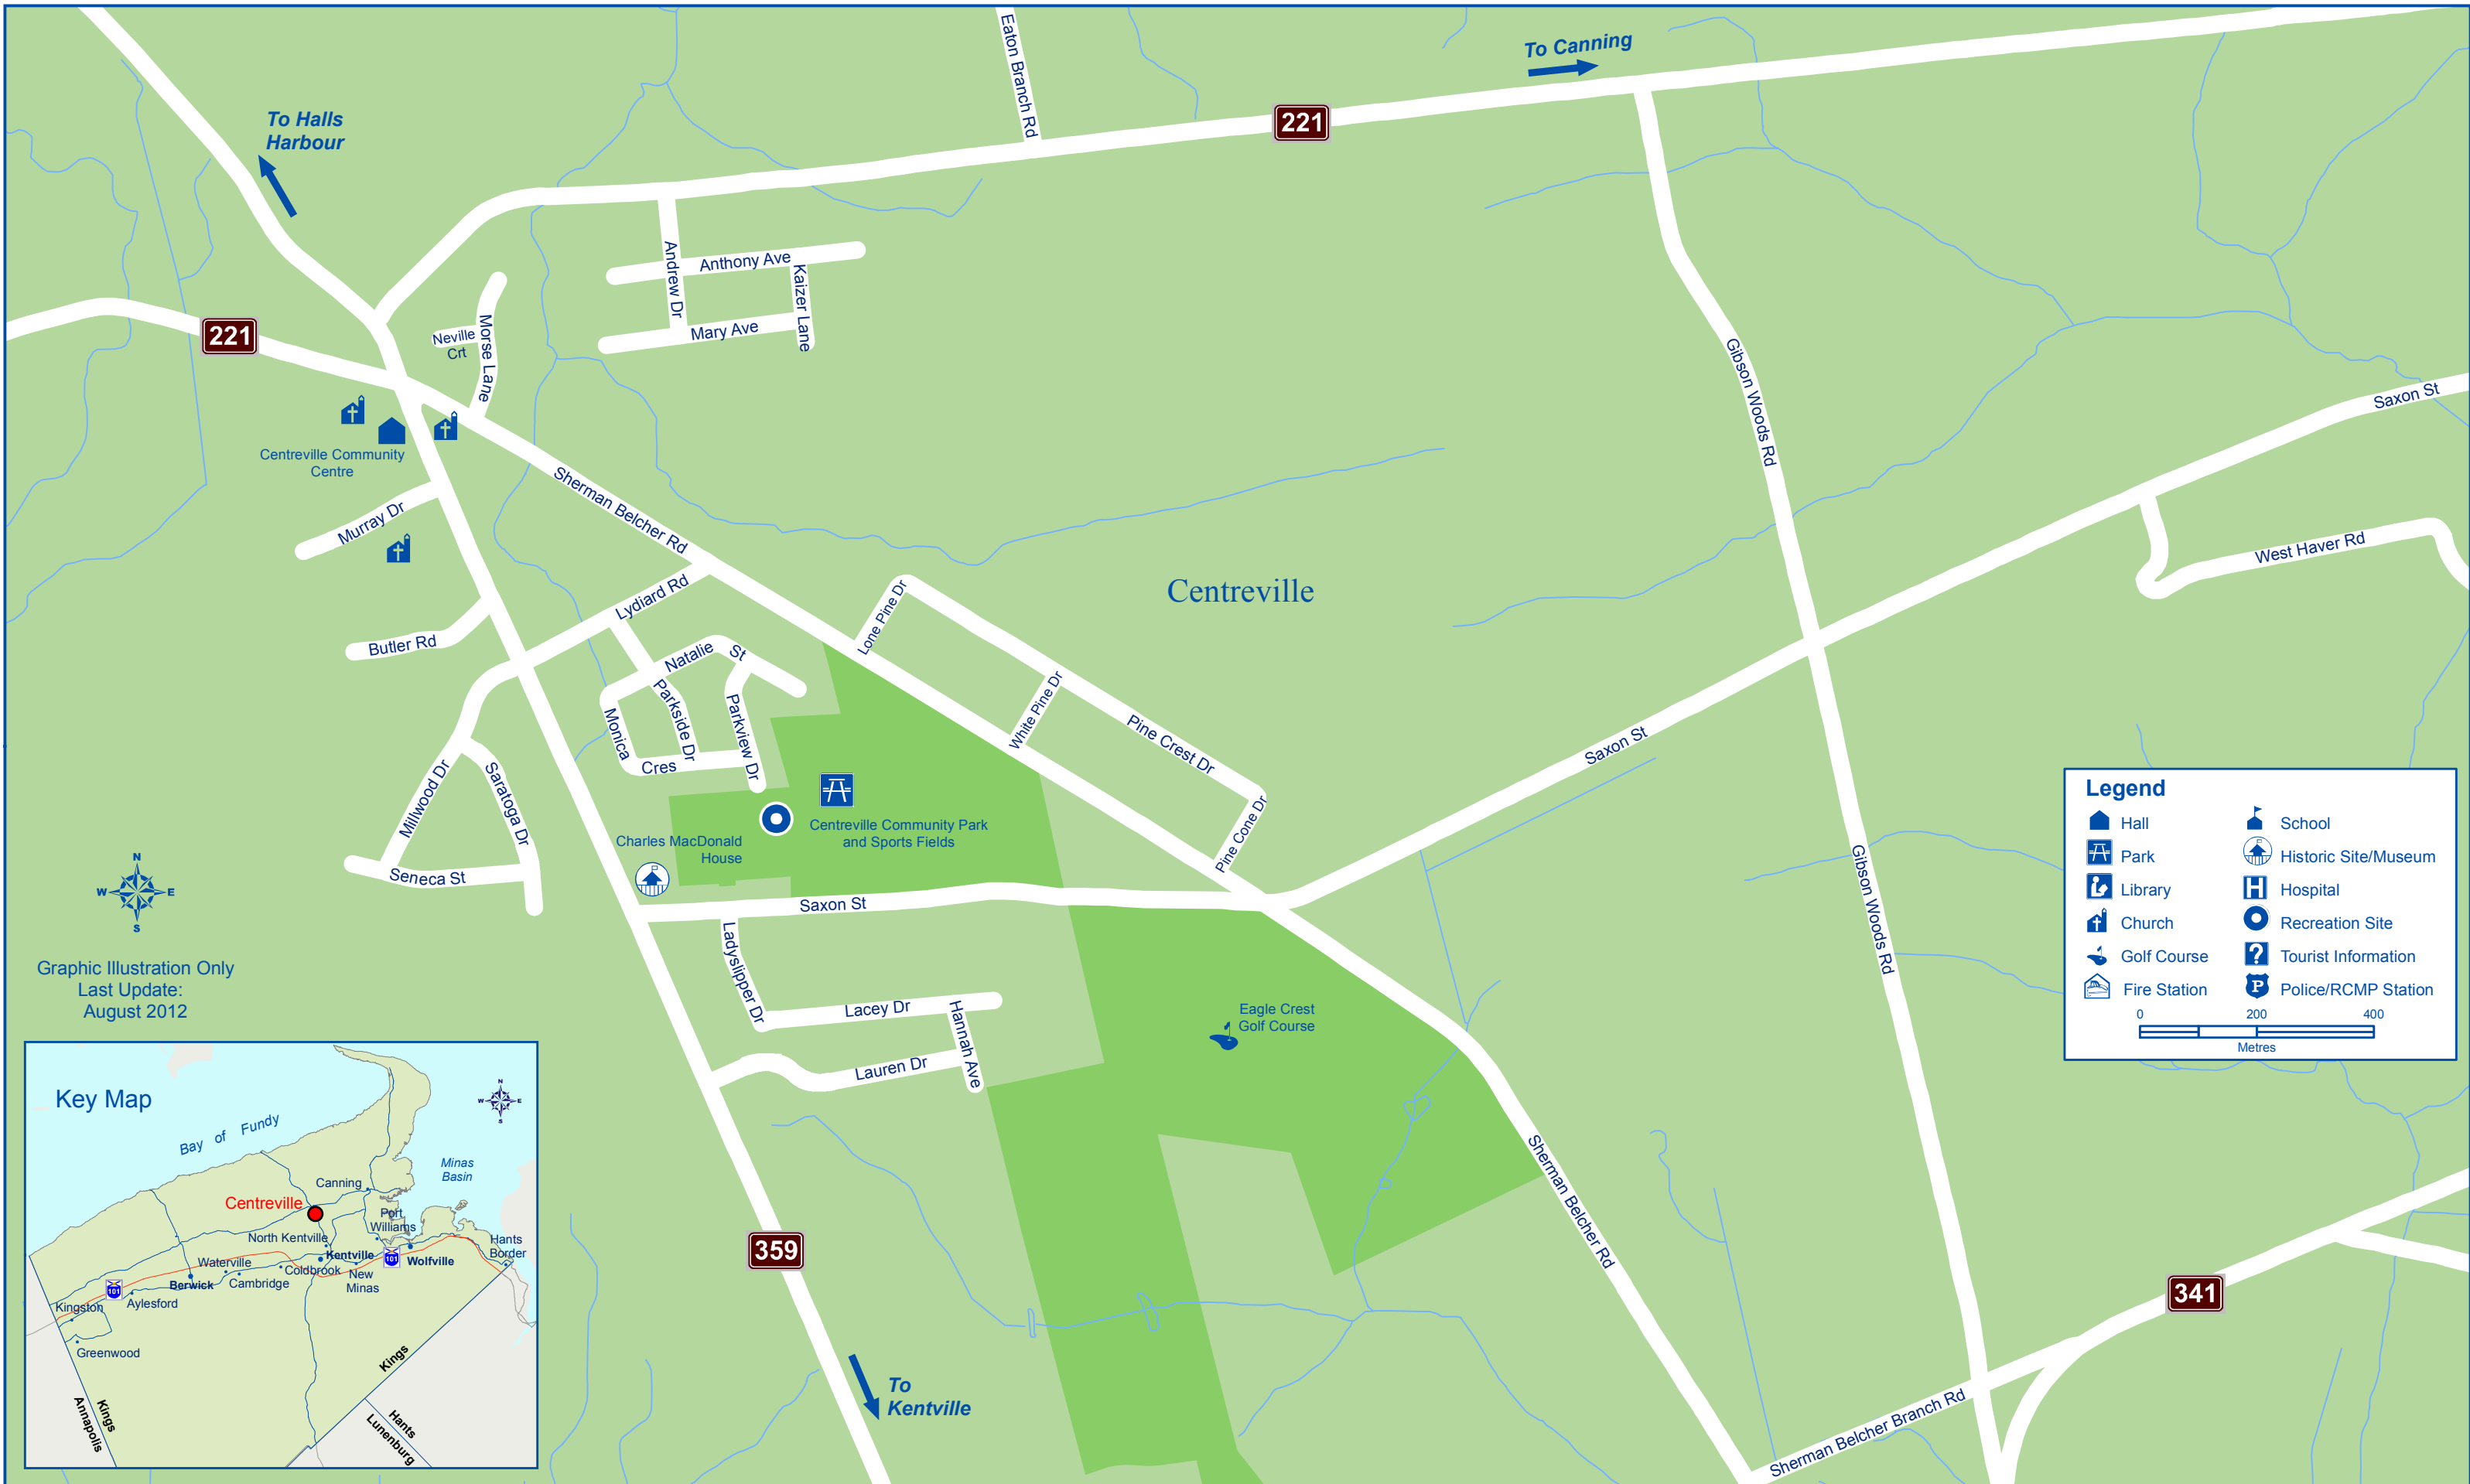 To Halls
Harbour
Eaton Branch Rd
To Canning
221
221
Andrew Dr
Anthony Ave
Kaizer Lane
Mary Ave
Neville
Crt
Morse Lane
Gibson Woods Rd
Saxon St
Centreville Community
Centre
Murray Dr
Sherman Belcher Rd
West Haver Rd
Lydiard Rd
Lone Pine Dr
Centreville
Butler Rd
Natalie St
Parkside Dr
Parkview Dr
Monica
Cres
White Pine Dr
Pine Crest Dr
Saxon St
Pine Cone Dr
Millwood Dr
Saratoga Dr
Seneca St
Charles MacDonald
House
Centreville Community Park
and Sports Fields
Saxon St
Gibson Woods Rd
Ladyslipper Dr
Lacey Dr
Hannah Ave
Lauren Dr
Eagle Crest
Golf Course
Sherman Belcher Rd
359
341
To
Kentville
Sherman Belcher Branch Rd
N
W
E
S
Graphic Illustration Only
Last Update:
August 2012
Legend
Hall
School
Park
Historic Site/Museum
Library
H
Hospital
Church
Recreation Site
Golf Course
?
Tourist Information
Fire Station
P
Police/RCMP Station
0
200
400
Metres
Key Map
N
W
E
S
Bay of Fundy
Minas
Basin
Canning
Centreville
Port
Williams
North Kentville
Hants
Border
Kentville
101
Wolfville
Waterville
Coldbrook
New
Minas
Berwick
Cambridge
101
Aylesford
Kingston
Greenwood
Kings
Kings
Annapolis
Hants
Lunenburg